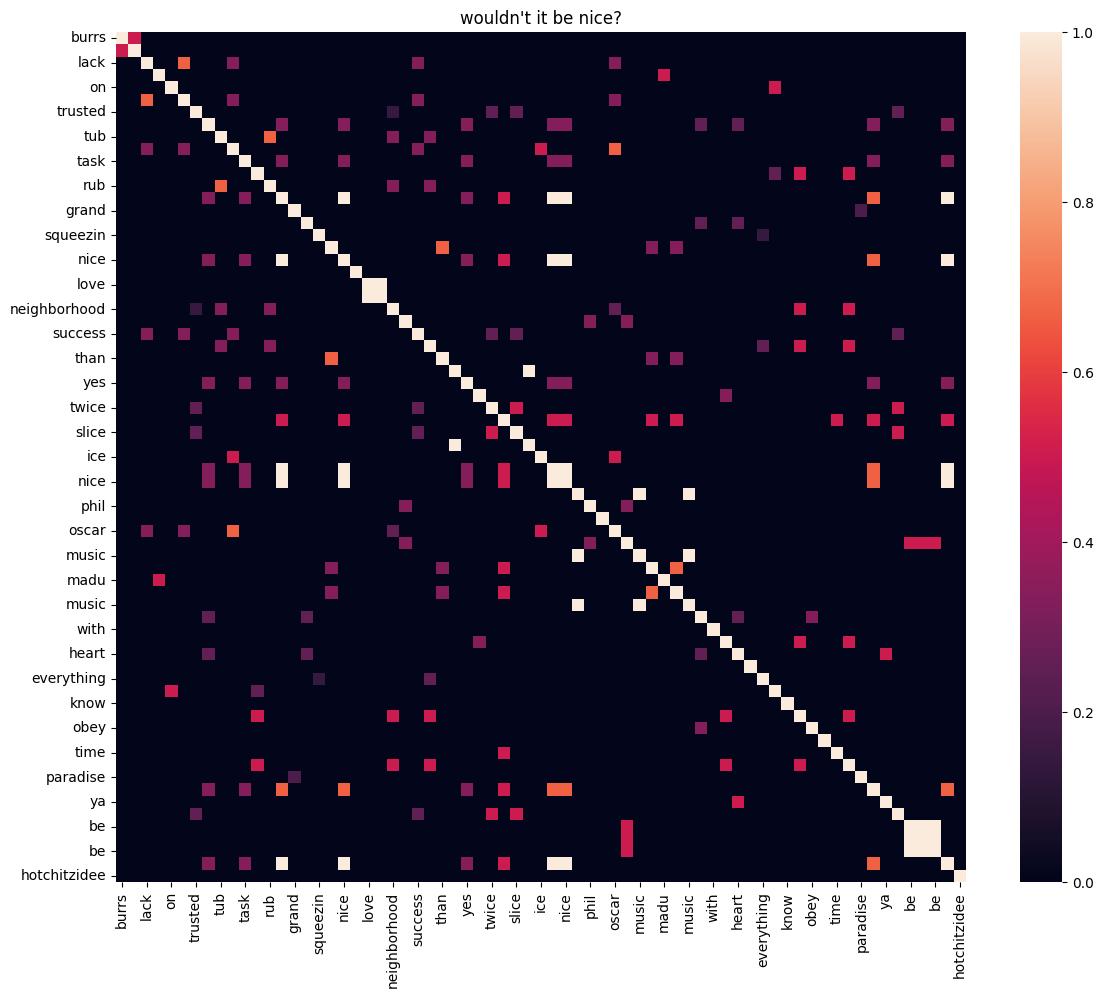 wouldn't it be nice?
burrs
lack
on
trusted
tub
task
rub
grand
squeezin
nice
love
neighborhood
success
than
yes
twice
slice
ice
nice
phil
oscar
music
madu
music
with
heart
everything
know
obey
time
paradise
ya
be
be
hotchitzidee
1.0
0.8
0.6
0.4
0.2
0.0
burrs
lack
on
trusted
tub
task
rub
grand
squeezin
nice
love
neighborhood
success
than
yes
twice
slice
ice
nice
phil
oscar
music
madu
music
with
heart
everything
know
obey
time
paradise
ya
be
be
hotchitzidee